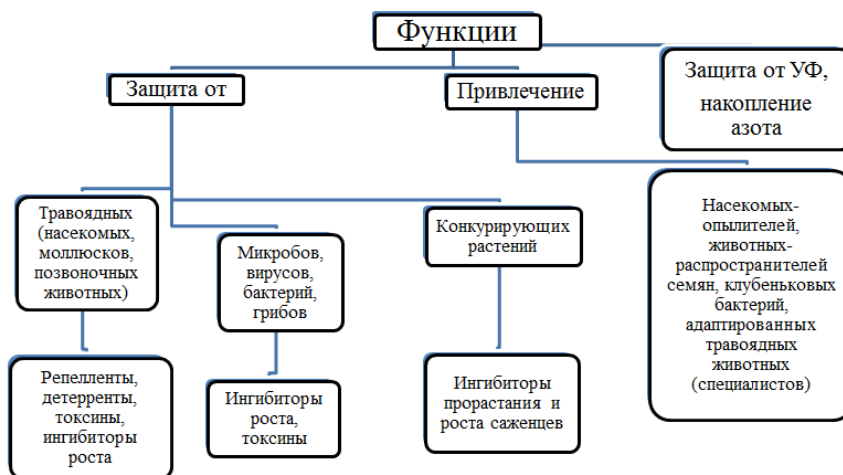 Функции
Защита от
Привлечение
Защита от УФ,
накопление
азота
Травоядных
(насекомых,
моллюсков,
позвоночных
животных)
Микробов,
вирусов,
бактерий,
грибов
Конкурирующих
растений
Насекомых-
опылителей,
животных-
распространителей
семян, клубеньковых
бактерий,
адаптированных
травоядных
животных
(специалистов)
Репелленты,
детерренты,
токсины,
ингибиторы
роста
Ингибиторы
роста,
токсины
Ингибиторы
прорастания и
роста саженцев